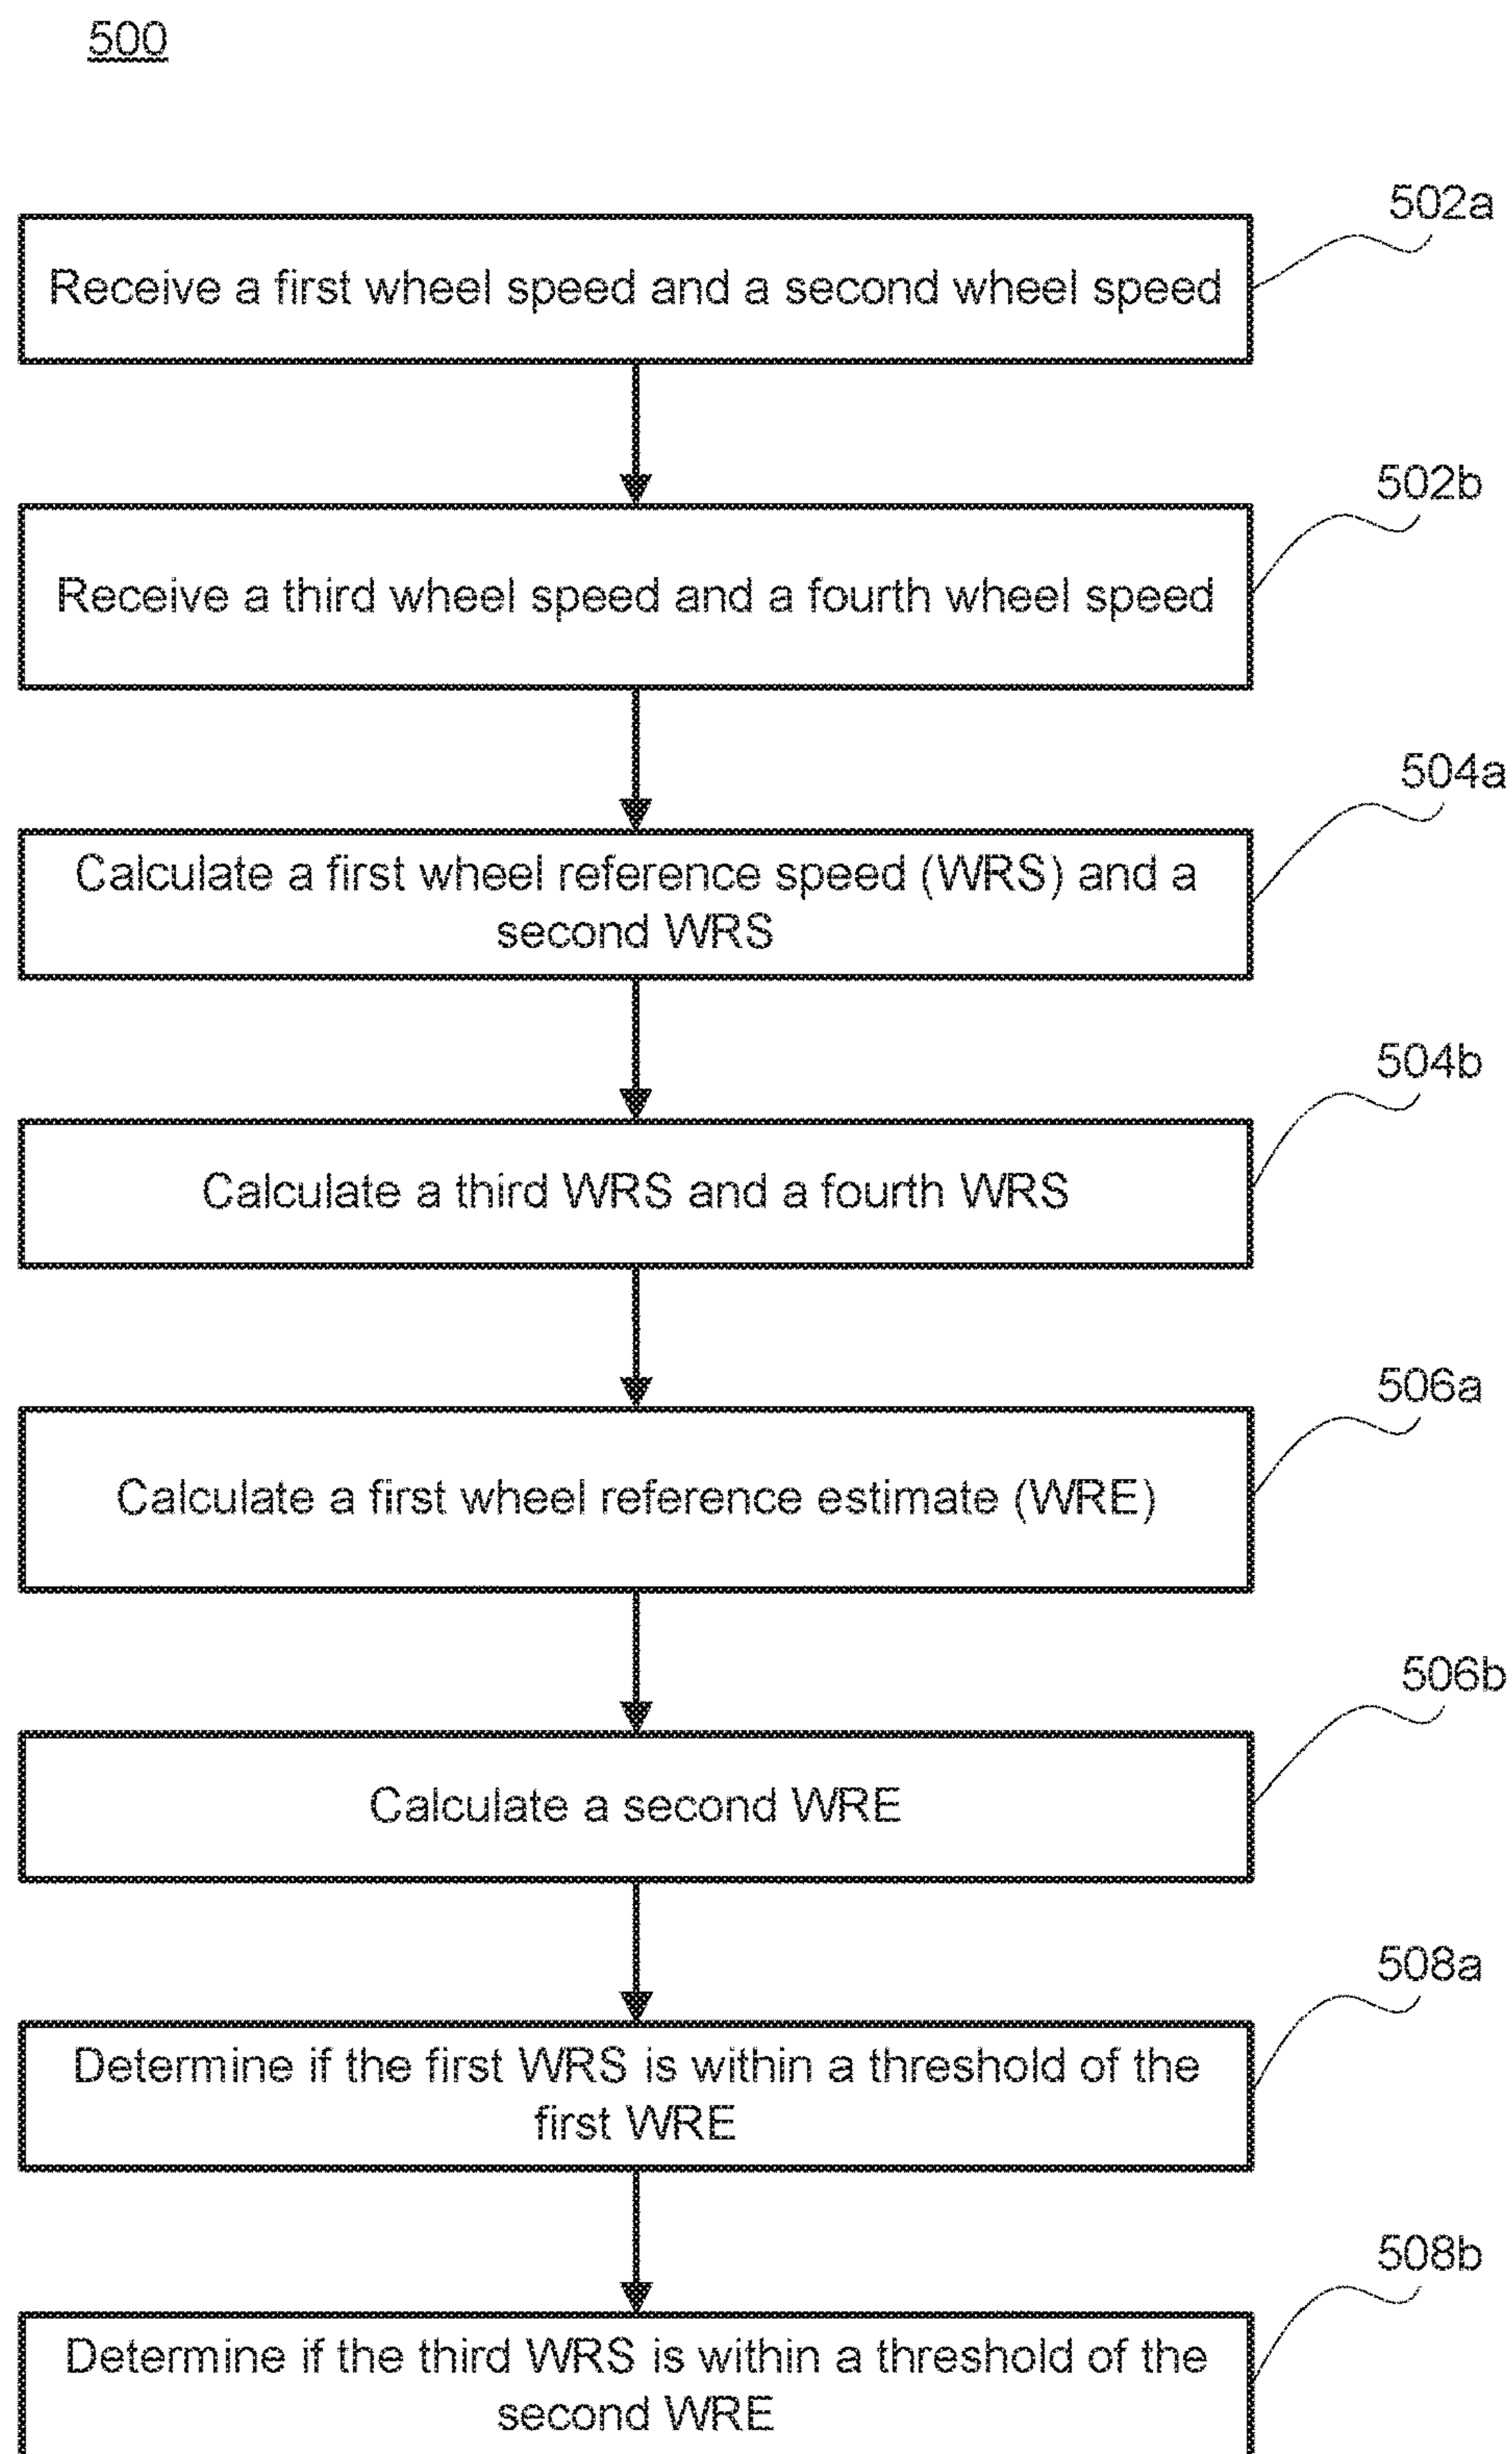 500
502a
Receive a first wheel speed and a second wheel speed
502b
Receive a third wheel speed and a fourth wheel speed
504a
Calculate a first wheel reference speed (WRS) and a
second WRS
504b
Calculate a third WRS and a fourth WRS
506a
Calculate a first wheel reference estimate (WRE)
506b
Calculate a second WRE
508a
Determine if the first WRS is within a threshold of the
first WRE
508b
Determine if the third WRS is within a threshold of the
second WRE